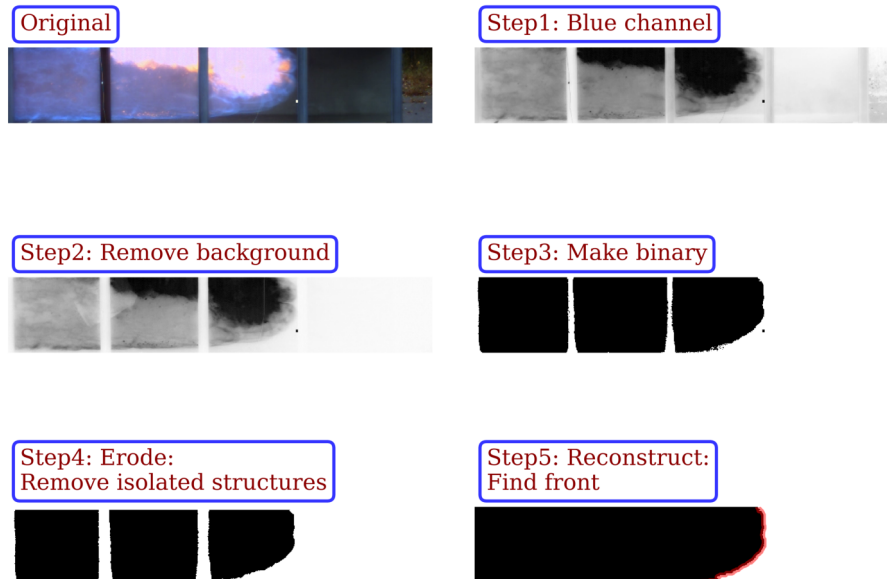 Original
Step1: Blue channel
Step2: Remove background
Step3: Make binary
Step4: Erode:
Remove isolated structures
Step5: Reconstruct:
Find front